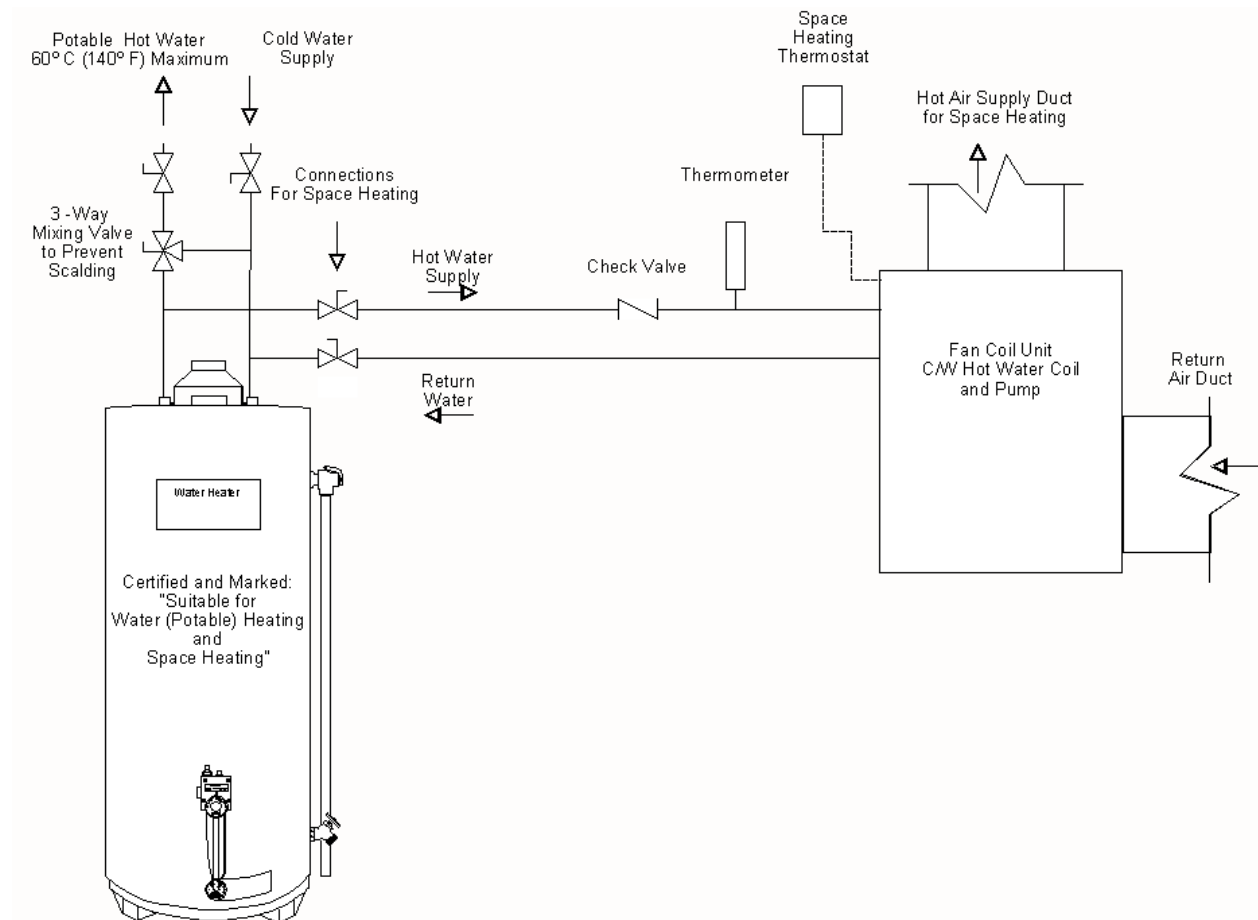 Potable Hot Water
60° C (140° F) Maximum
Cold Water
Supply
Space
Heating
Thermostat
Hot Air Supply Duct
for Space Heating
Connections
For Space Heating
Thermometer
3 -Way
Mixing Valve
to Prevent
Scalding
Hot Water
Supply
Check Valve
Fan Coil Unit
C/W Hot Water Coil
and Pump
Return
Air Duct
Return
Water
Water Heater
Certified and Marked:
"Suitable for
Water (Potable) Heating
and
Space Heating"